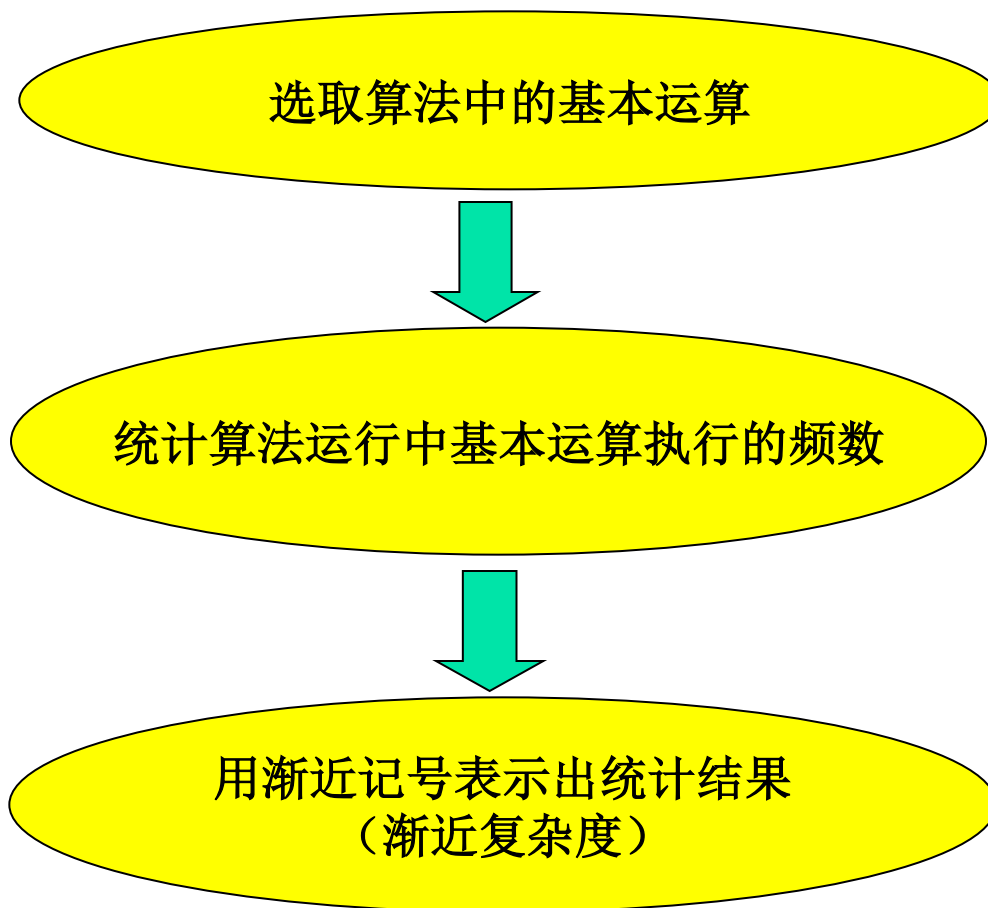 选取算法中的基本运算
统计算法运行中基本运算执行的频数
用渐近记号表示出统计结果
（渐近复杂度）